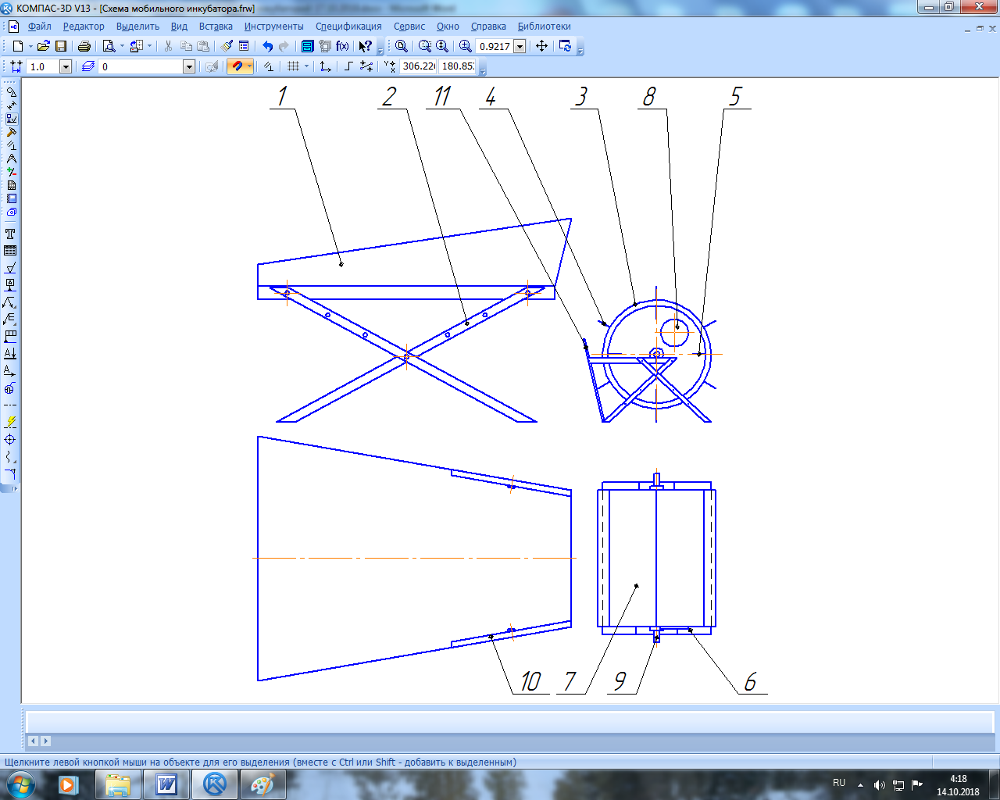 КОМПАС-3D V13 - [Схема мобильного инкубатора.frw]
Файл Редактор Выделить Вид Вставка Инструменты Спецификация Сервис Окно Справка Библиотеки
f(x) 0.9217
1.0 0 306.22 180.85
1 2 11 4 3 8 5
10 7 9 6
Щелкните левой кнопкой мыши на объекте для его выделения (вместе с Ctrl или Shift - добавить к выделенным)
RU 4:18
14.10.2018